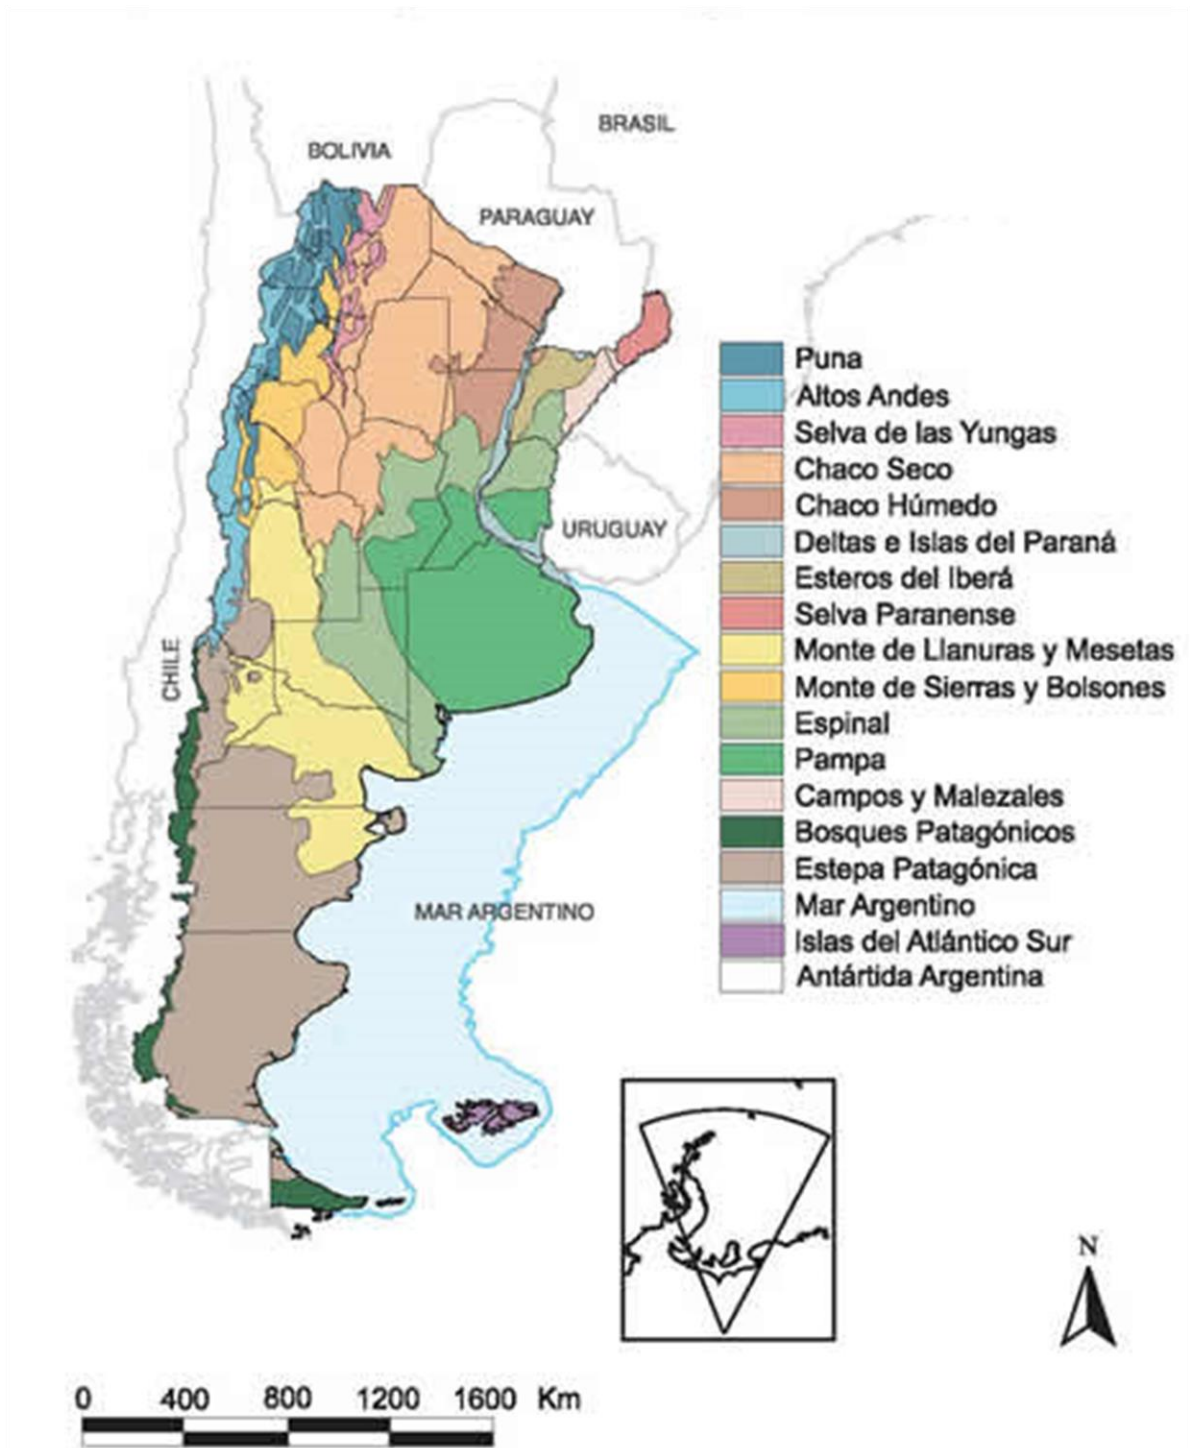 BRASIL
BOLIVIA
PARAGUAY
URUGUAY
CHILE
MAR ARGENTINO
Puna
Altos Andes
Selva de las Yungas
Chaco Seco
Chaco Húmedo
Deltas e Islas del Paraná
Esteros del Iberá
Selva Paranense
Monte de Llanuras y Mesetas
Monte de Sierras y Bolsones
Espinal
Pampa
Campos y Malezales
Bosques Patagónicos
Estepa Patagónica
Mar Argentino
Islas del Atlántico Sur
Antártida Argentina
N
0 400 800 1200 1600 Km